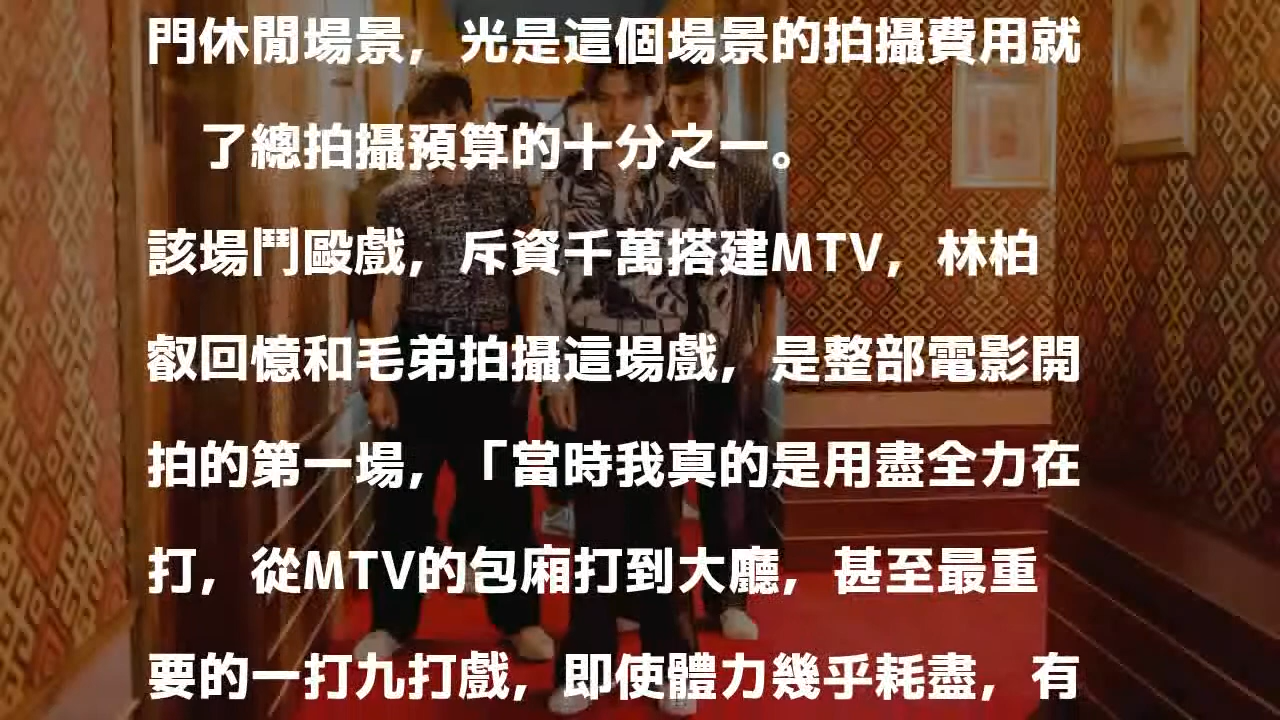 門休閒場景，光是這個場景的拍攝費用就
了總拍攝預算的十分之一。
該場鬥毆戲，斥資千萬搭建MTV，林柏
叡回憶和毛弟拍攝這場戲，是整部電影開
拍的第一場，「當時我真的是用盡全力在
打，從MTV的包廂打到大廳，甚至最重
要的一打九打戲，即使體力幾乎耗盡，有